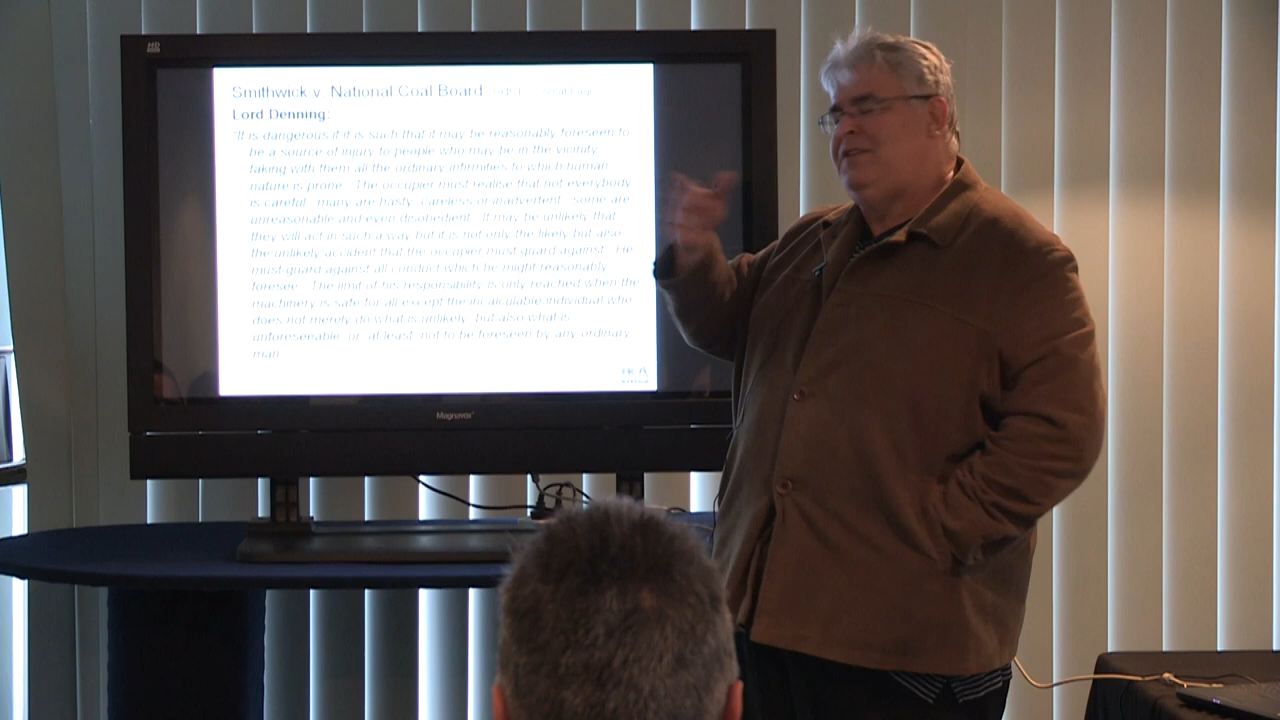 HD
Smithwick v. National Coal Board
Lord Denning:
"It is dangerous if it is such that it may be reasonably foreseen to
be a source of injury to people who may be in the vicinity
taking with them all the ordinary infirmities to which human
nature is prone. The occupier must realise that not everybody
is careful many are hasty careless or inadvertent some are
unreasonable and even disobedient. It may be unlikely that
they will act in such a way but it is not only the likely but also
the unlikely accident that the occupier must guard against. He
must guard against all conduct which he might reasonably
foresee. The limit of his responsibility is only reached when the
machinery is safe for all except the incalculable individual who
does not merely do what is unlikely but also what is
unforeseeable or at least not to be foreseen by any ordinary
man
Magnavox